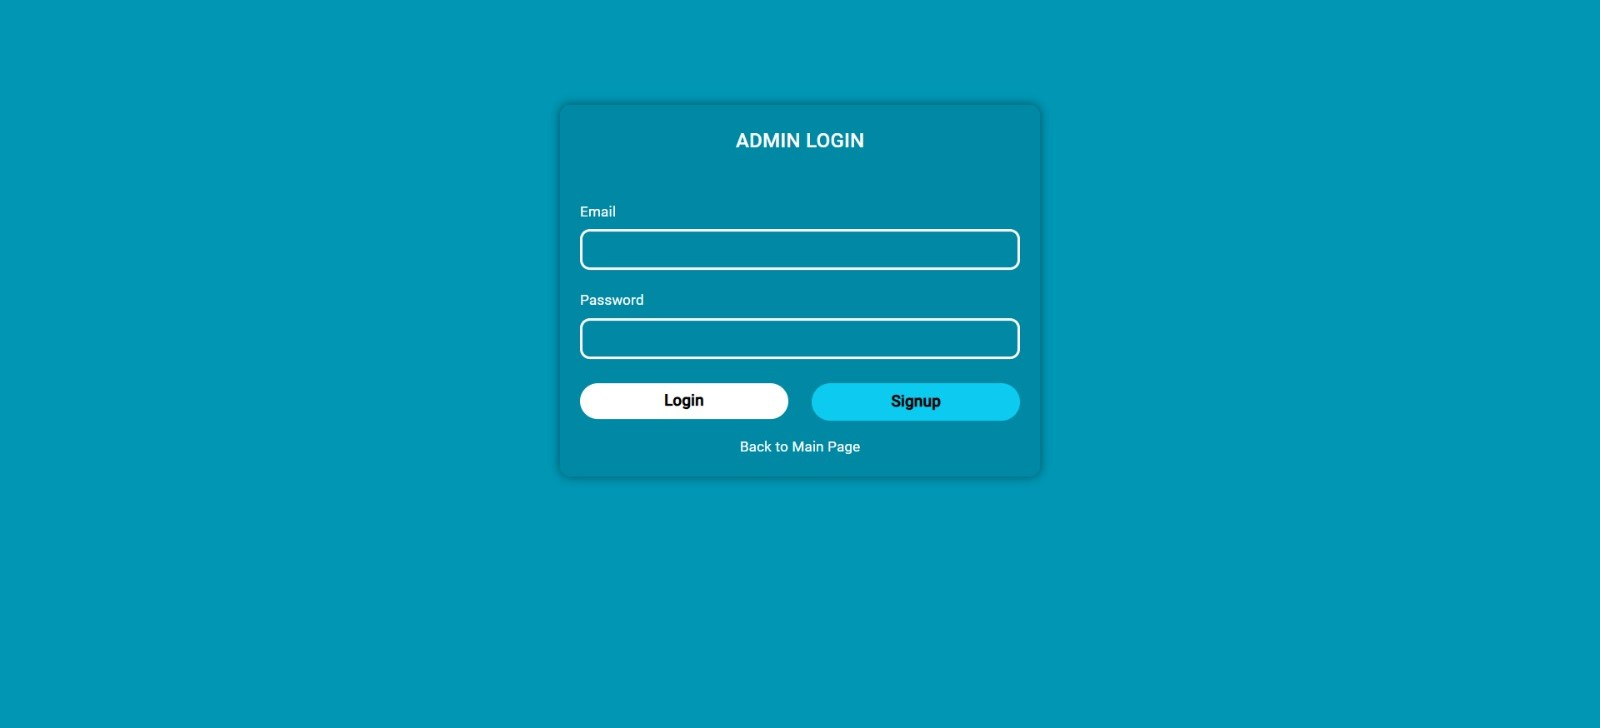 ADMIN LOGIN
Email
Password
Login
Signup
Back to Main Page